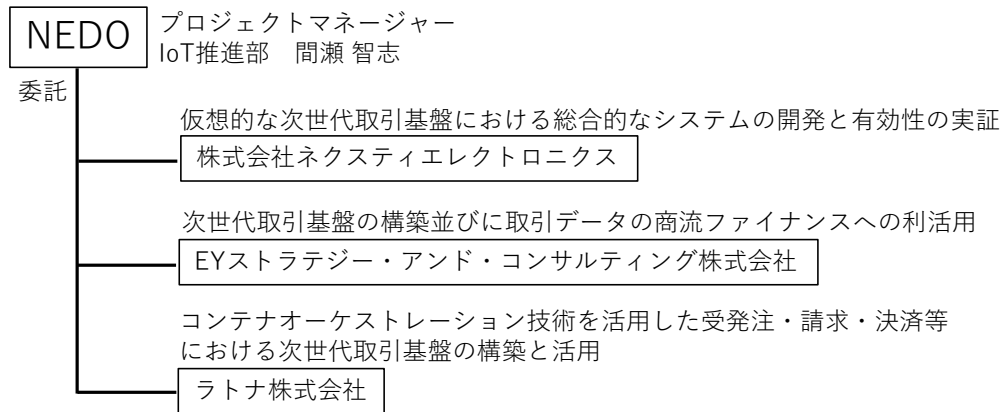 NEDO
プロジェクトマネージャー
IoT推進部　間瀬 智志
委託
仮想的な次世代取引基盤における総合的なシステムの開発と有効性の実証
株式会社ネクスティエレクトロニクス
次世代取引基盤の構築並びに取引データの商流ファイナンスへの利活用
EYストラテジー・アンド・コンサルティング株式会社
コンテナオーケストレーション技術を活用した受発注・請求・決済等
における次世代取引基盤の構築と活用
ラトナ株式会社